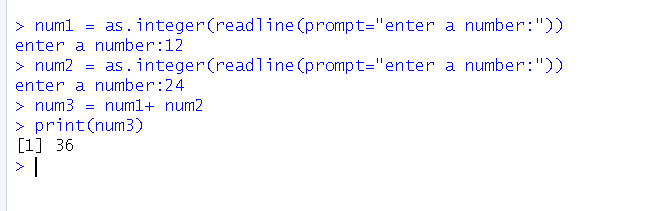 > num1 = as.integer(readline(prompt="enter a number:"))
enter a number:12
> num2 = as.integer(readline(prompt="enter a number:"))
enter a number:24
> num3 = num1+ num2
> print(num3)
[1] 36
>